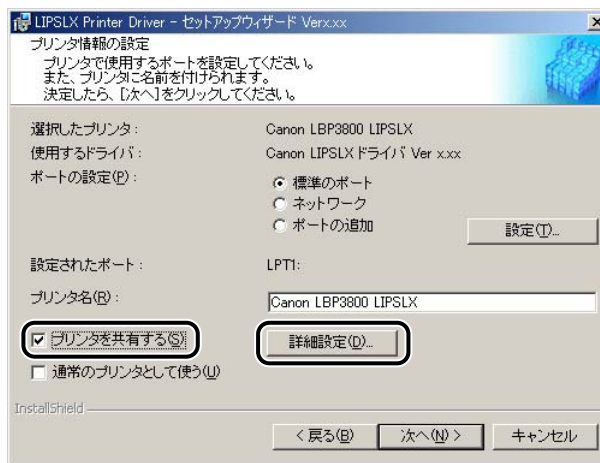 LIPSLX Printer Driver - セットアップウィザード Verx.xx
プリンタ情報の設定
プリンタで使用するポートを設定してください。
また、プリンタに名前を付けられます。
決定したら、[次へ]をクリックしてください。
選択したプリンタ： Canon LBP3800 LIPSLX
使用するドライバ： Canon LIPSLX ドライバ Ver x.xx
ポートの設定(P)： 標準のポート
ネットワーク
ポートの追加
設定(T)...
設定されたポート： LPT1:
プリンタ名(R)： Canon LBP3800 LIPSLX
プリンタを共有する(S) 詳細設定(D)...
通常のプリンタとして使う(U)
InstallShield
< 戻る(B) 次へ(N) > キャンセル